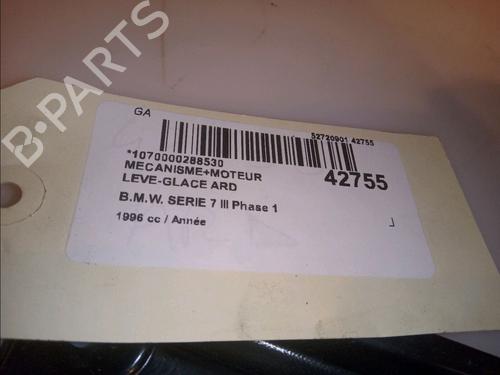 B-PARTS
GA
52720901 42755
*1070000288530
MECANISME+MOTEUR
LEVE-GLACE ARD
42755
B.M.W. SERIE 7 III Phase 1
1996 cc / Année